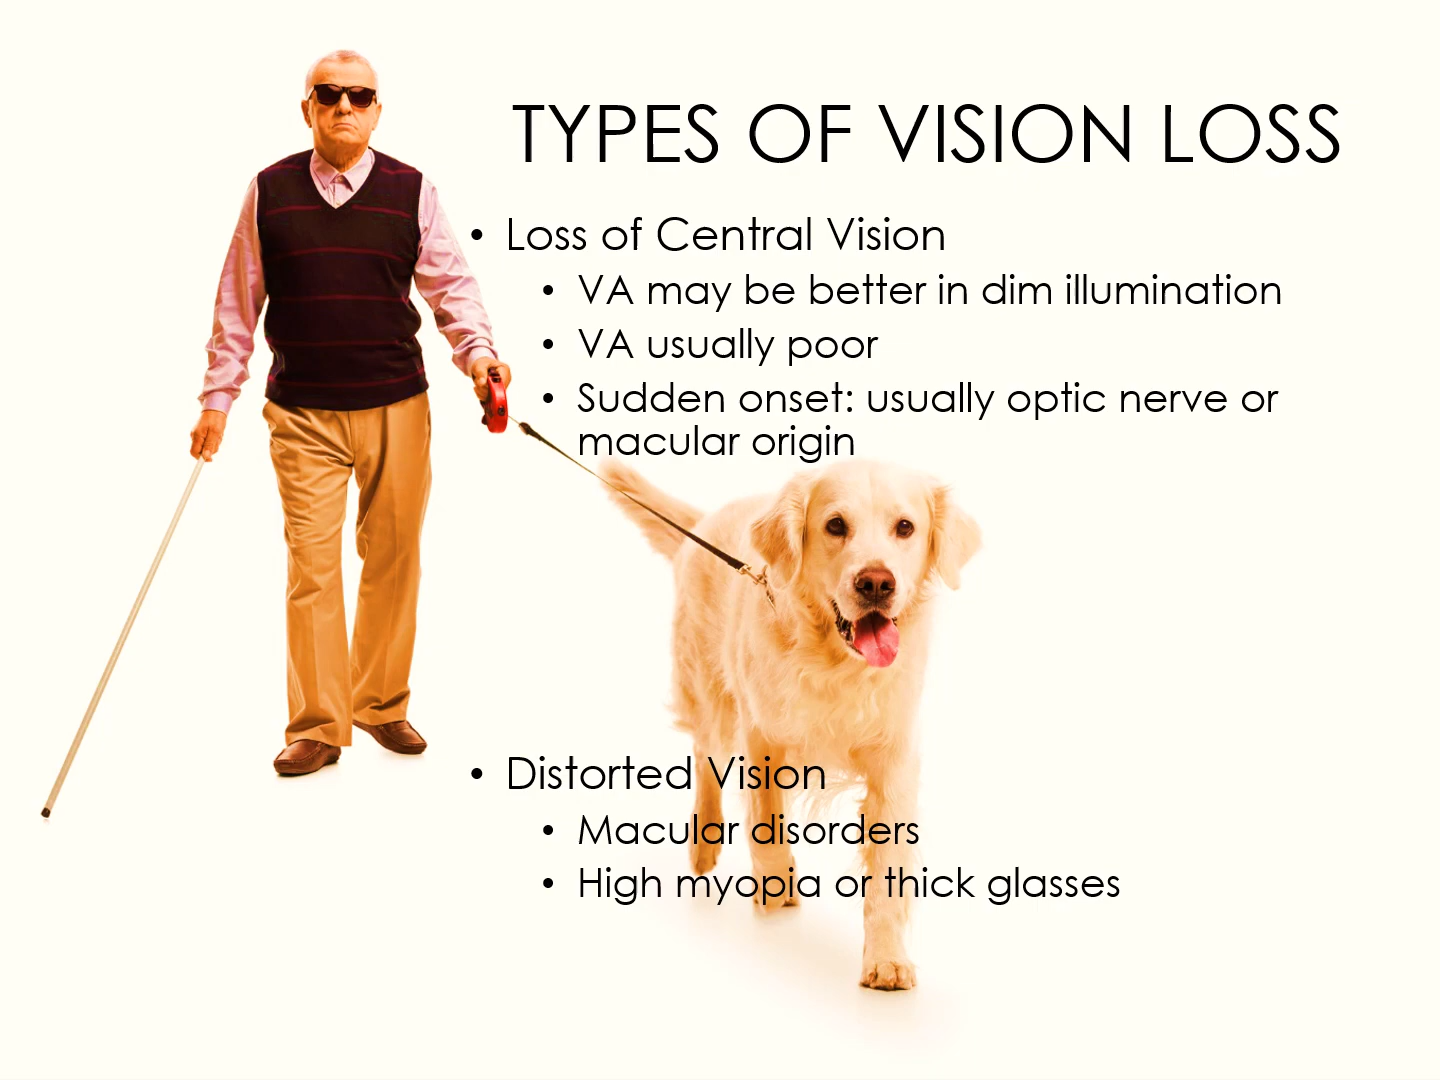 TYPES OF VISION LOSS
• Loss of Central Vision
• VA may be better in dim illumination
• VA usually poor
• Sudden onset: usually optic nerve or
macular origin
• Distorted Vision
• Macular disorders
• High myopia or thick glasses